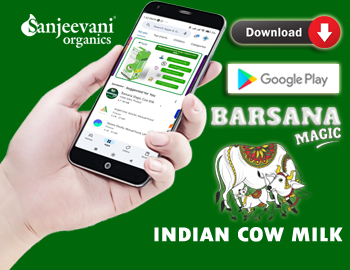 Sanjeevani
organics
Download
Google Play
BARSANA
MAGIC
INDIAN COW MILK